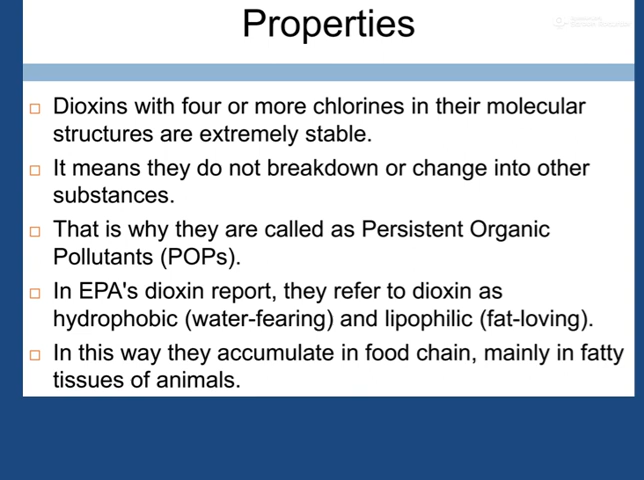 Properties
Dioxins with four or more chlorines in their molecular
structures are extremely stable.
It means they do not breakdown or change into other
substances.
That is why they are called as Persistent Organic
Pollutants (POPs).
In EPA's dioxin report, they refer to dioxin as
hydrophobic (water-fearing) and lipophilic (fat-loving).
In this way they accumulate in food chain, mainly in fatty
tissues of animals.